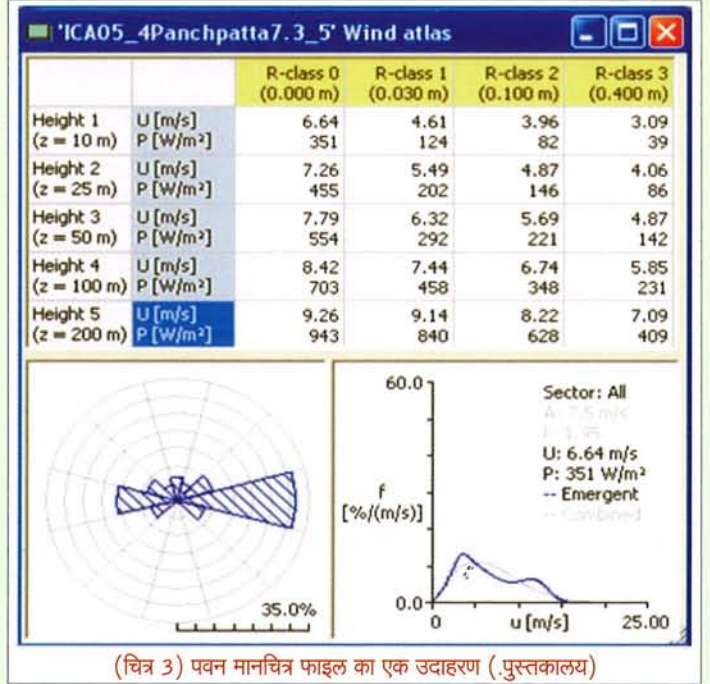 'ICA05_4Panchpatta7.3_5' Wind atlas
R-class 0 R-class 1 R-class 2 R-class 3
(0.000 m) (0.030 m) (0.100 m) (0.400 m)
Height 1 U [m/s] 6.64 4.61 3.96 3.09
(z = 10 m) P [W/m²] 351 124 82 39
Height 2 U [m/s] 7.26 5.49 4.87 4.06
(z = 25 m) P [W/m²] 455 202 146 86
Height 3 U [m/s] 7.79 6.32 5.69 4.87
(z = 50 m) P [W/m²] 554 292 221 142
Height 4 U [m/s] 8.42 7.44 6.74 5.85
(z = 100 m) P [W/m²] 703 458 348 231
Height 5 U [m/s] 9.26 9.14 8.22 7.09
(z = 200 m) P [W/m²] 943 840 628 409
35.0%
60.0
f
[%/(m/s)]
0.0
0 u [m/s] 25.00
Sector: All
A: 7.5 m/s
1.95
U: 6.64 m/s
P: 351 W/m²
-- Emergent
-- Combined
(चित्र 3) पवन मानचित्र फाइल का एक उदाहरण (.पुस्तकालय)